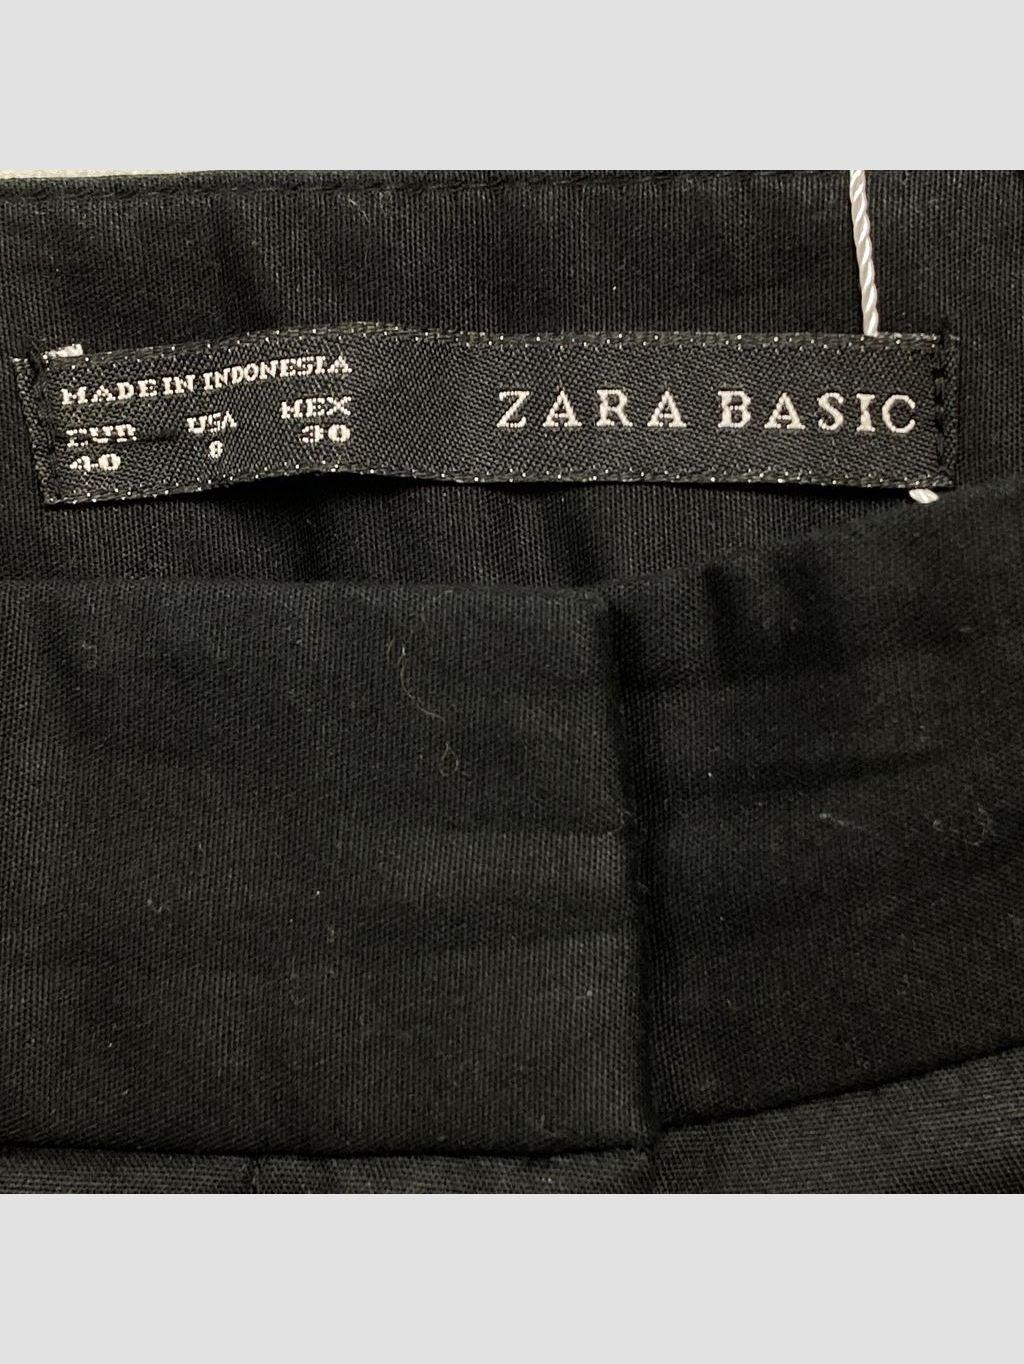 MADE IN INDONESIA
EUR USA MEX
40 8 30
ZARA BASIC